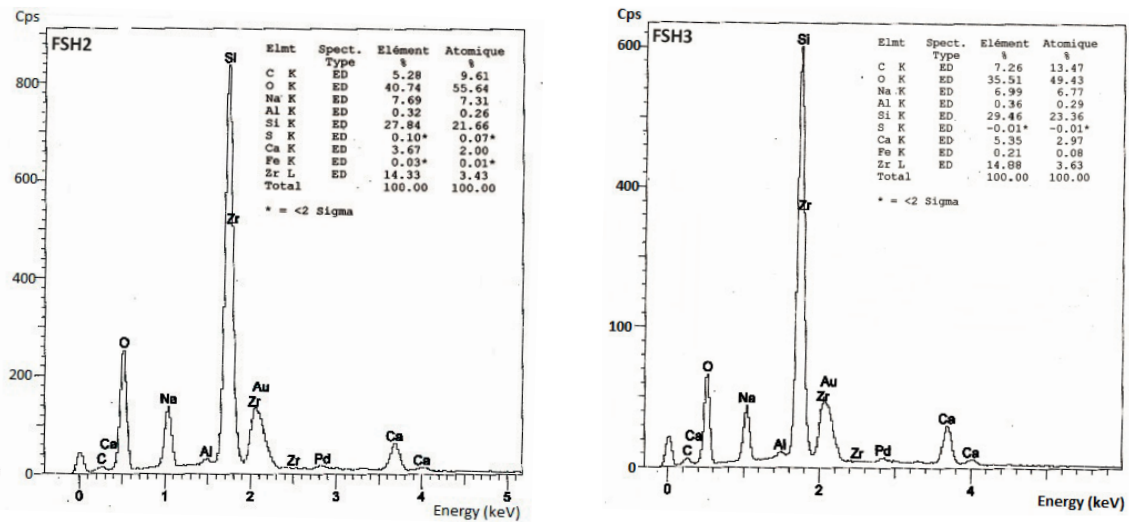 Cps
FSH2
Elmt Spect. Elément Atomique
Type % %
C K ED 5.28 9.61
O K ED 40.74 55.64
Na K ED 7.69 7.31
Al K ED 0.32 0.26
Si K ED 27.84 21.66
S K ED 0.10* 0.07*
Ca K ED 3.67 2.00
Fe K ED 0.03* 0.01*
Zr L ED 14.33 3.43
Total 100.00 100.00
* = <2 Sigma
800
600
400
200
0
Si
Zr
O
Na
Au
Zr
Ca
C
Al
Zr
Pd
Ca
Ca
0 1 2 3 4 5
Energy (keV)
Cps
FSH3
Elmt Spect. Elément Atomique
Type % %
C K ED 7.26 13.47
O K ED 35.51 49.43
Na K ED 6.99 6.77
Al K ED 0.36 0.29
Si K ED 29.46 23.36
S K ED -0.01* -0.01*
Ca K ED 5.35 2.97
Fe K ED 0.21 0.08
Zr L ED 14.88 3.63
Total 100.00 100.00
* = <2 Sigma
600
400
100
0
Si
Zr
O
Na
Au
Zr
Ca
C
Al
Zr
Pd
Ca
Ca
0 2 4
Energy (keV)